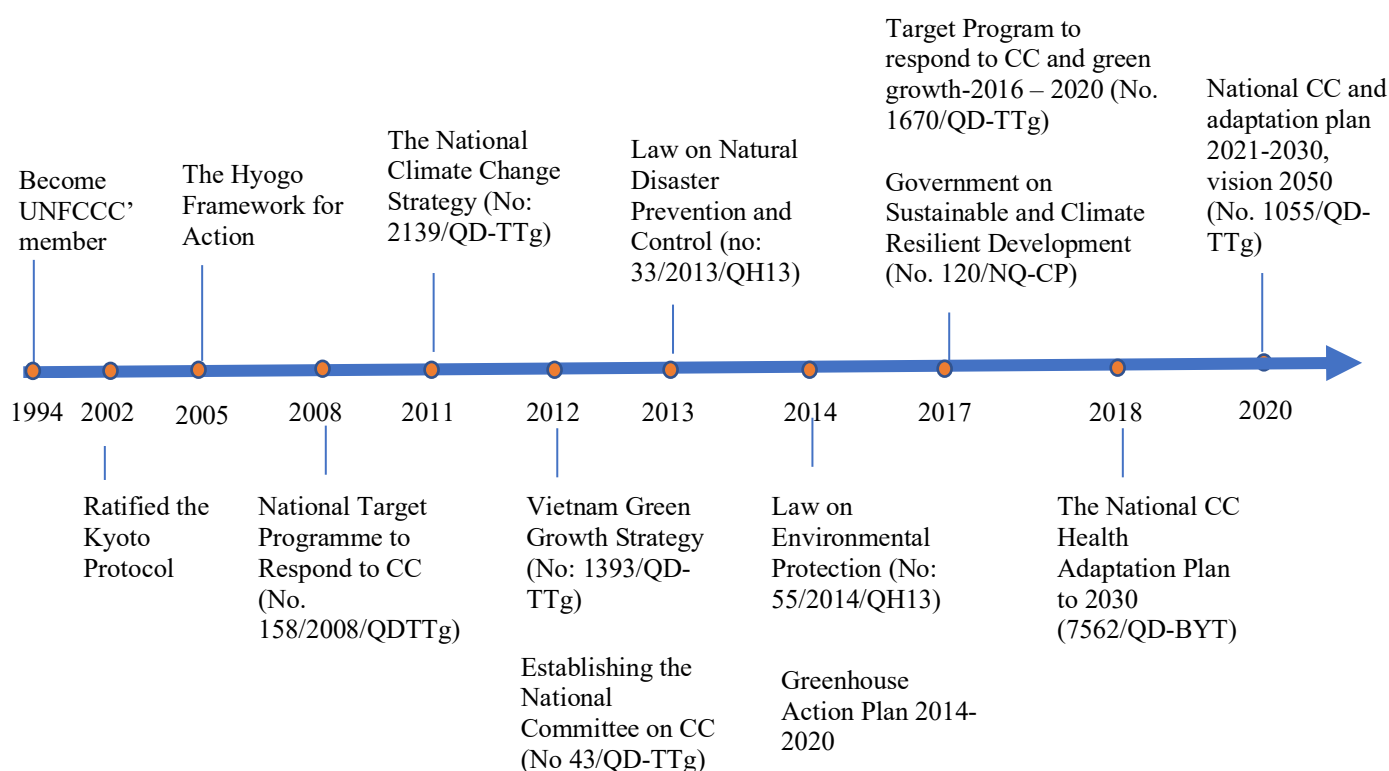 Target Program to
respond to CC and green
growth-2016 – 2020 (No.
1670/QD-TTg)
Government on
Sustainable and Climate
Resilient Development
(No. 120/NQ-CP)
National CC and
adaptation plan
2021-2030,
vision 2050
(No. 1055/QD-
TTg)
The National
Climate Change
Strategy (No:
2139/QD-TTg)
Law on Natural
Disaster
Prevention and
Control (no:
33/2013/QH13)
Become
UNFCCC’
member
The Hyogo
Framework for
Action
1994 2002 2005 2008 2011 2012 2013 2014 2017 2018 2020
Ratified the
Kyoto
Protocol
National Target
Programme to
Respond to CC
(No.
158/2008/QDTTg)
Vietnam Green
Growth Strategy
(No: 1393/QD-
TTg)
Establishing the
National
Committee on CC
(No 43/QD-TTg)
Law on
Environmental
Protection (No:
55/2014/QH13)
Greenhouse
Action Plan 2014-
2020
The National CC
Health
Adaptation Plan
to 2030
(7562/QD-BYT)